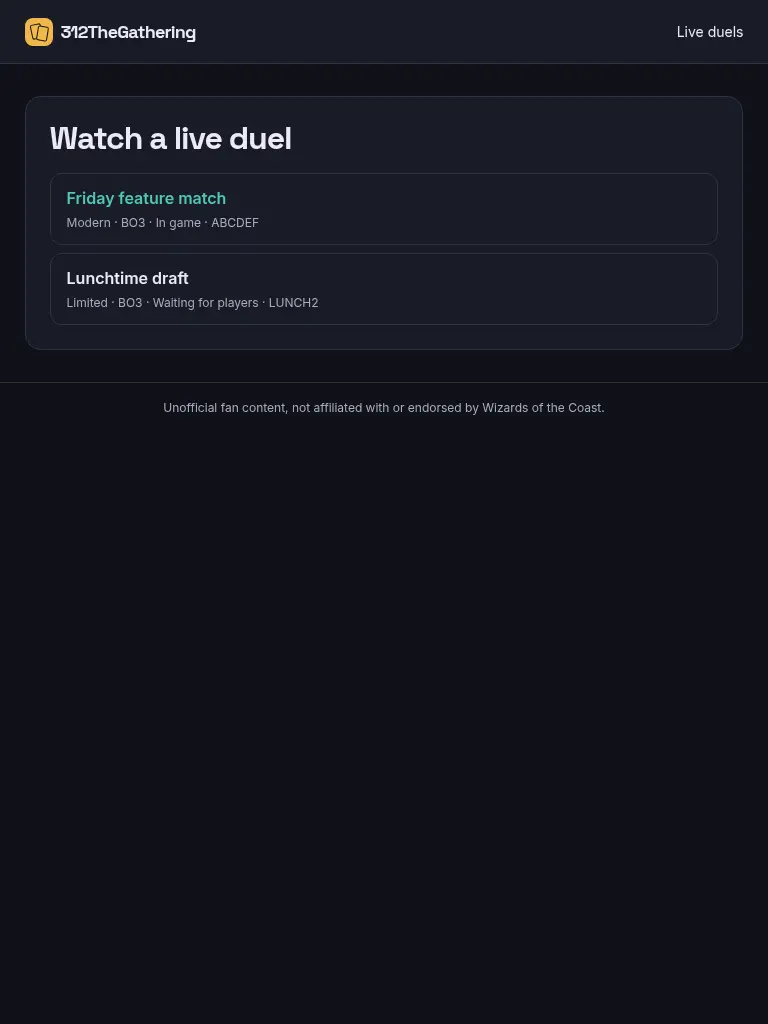 312TheGathering
Live duels
Watch a live duel
Friday feature match
Modern · BO3 · In game · ABCDEF
Lunchtime draft
Limited · BO3 · Waiting for players · LUNCH2
Unofficial fan content, not affiliated with or endorsed by Wizards of the Coast.